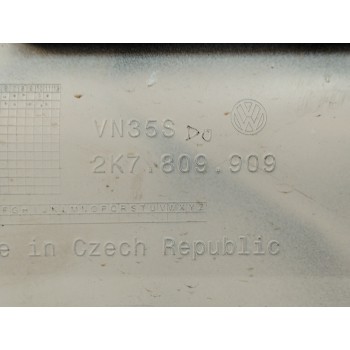 VN35S DC
2K7.809.909
e in Czech Republic